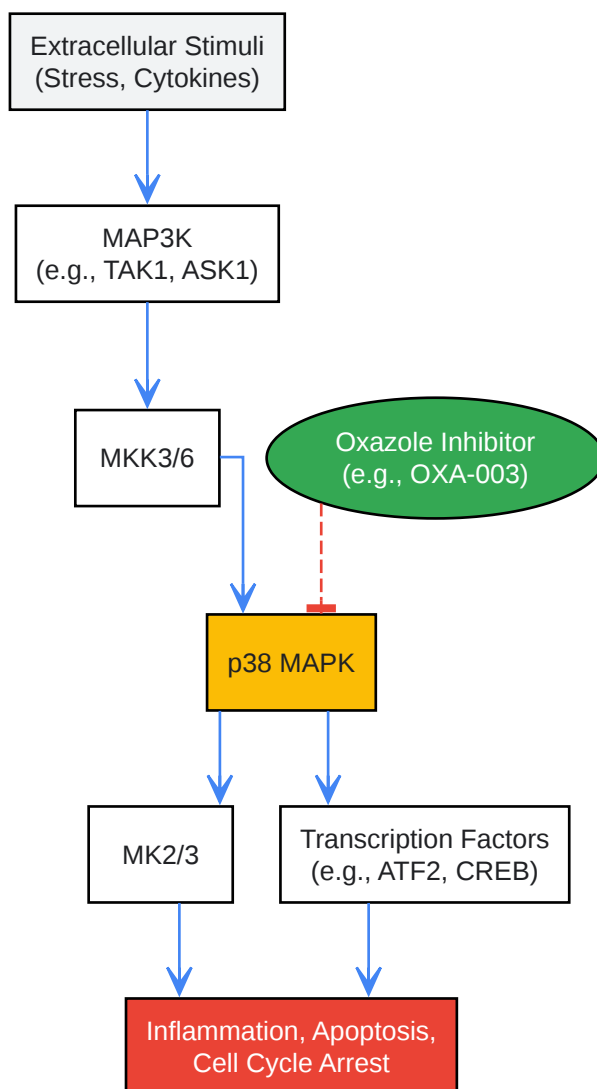 Extracellular Stimuli
(Stress, Cytokines)
MAP3K
(e.g., TAK1, ASK1)
MKK3/6
Oxazole Inhibitor
(e.g., OXA-003)
p38 MAPK
MK2/3
Transcription Factors
(e.g., ATF2, CREB)
Inflammation, Apoptosis,
Cell Cycle Arrest